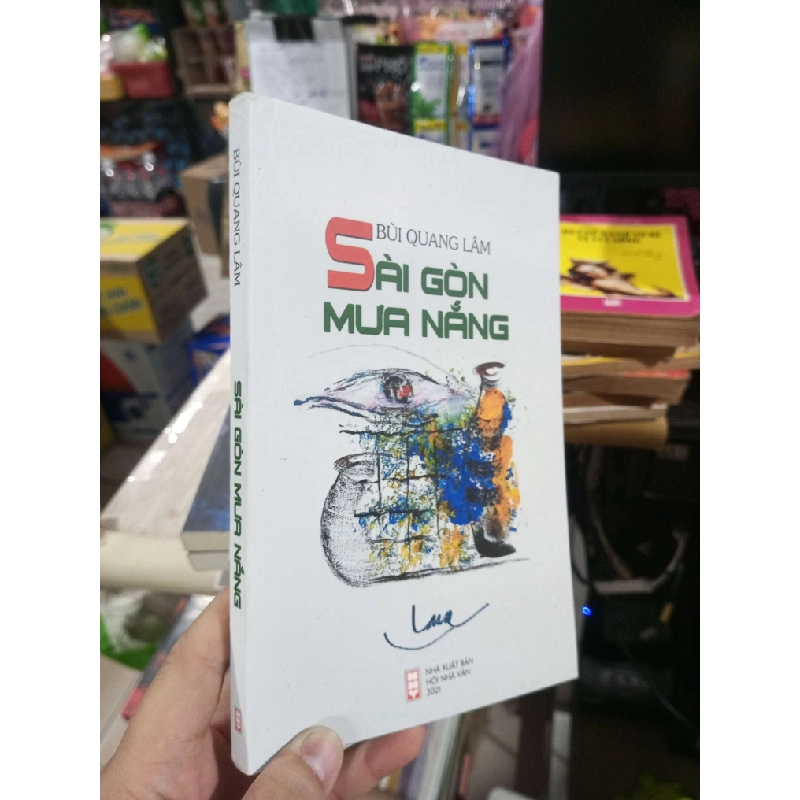 BÙI QUANG LÂM
SÀI GÒN
MƯA NẮNG
NHÀ XUẤT BẢN
HỘI NHÀ VĂN
2021
BÙI QUANG LÂM
SÀI GÒN MƯA NẮNG